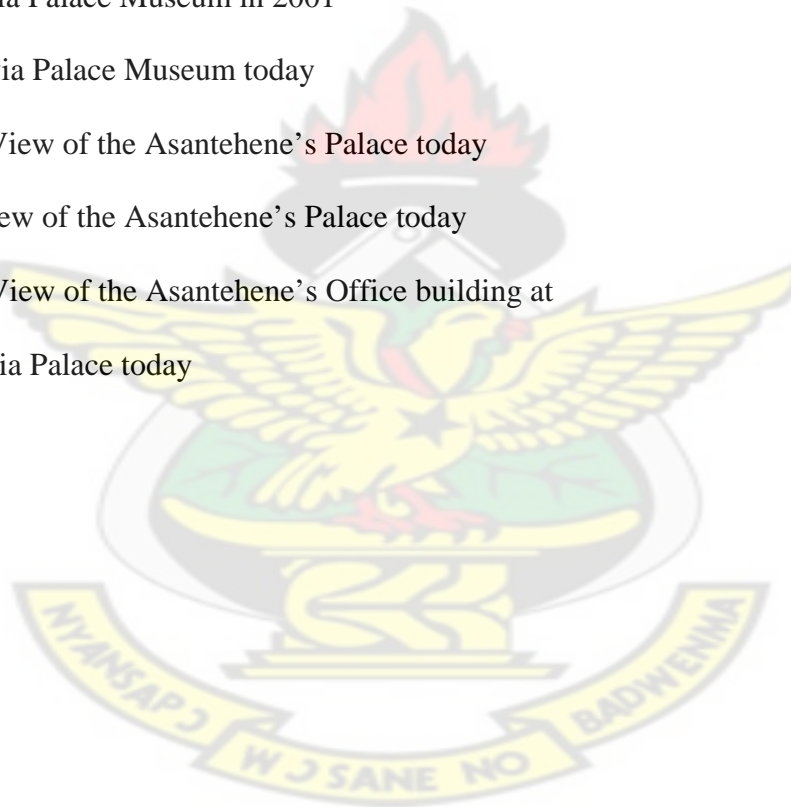 ia Palace Museum in 2001
ia Palace Museum today
View of the Asantehene’s Palace today
ew of the Asantehene’s Palace today
View of the Asantehene’s Office building at
ia Palace today
NYANSAPƆ
WƆSANE NO
BADWENMA